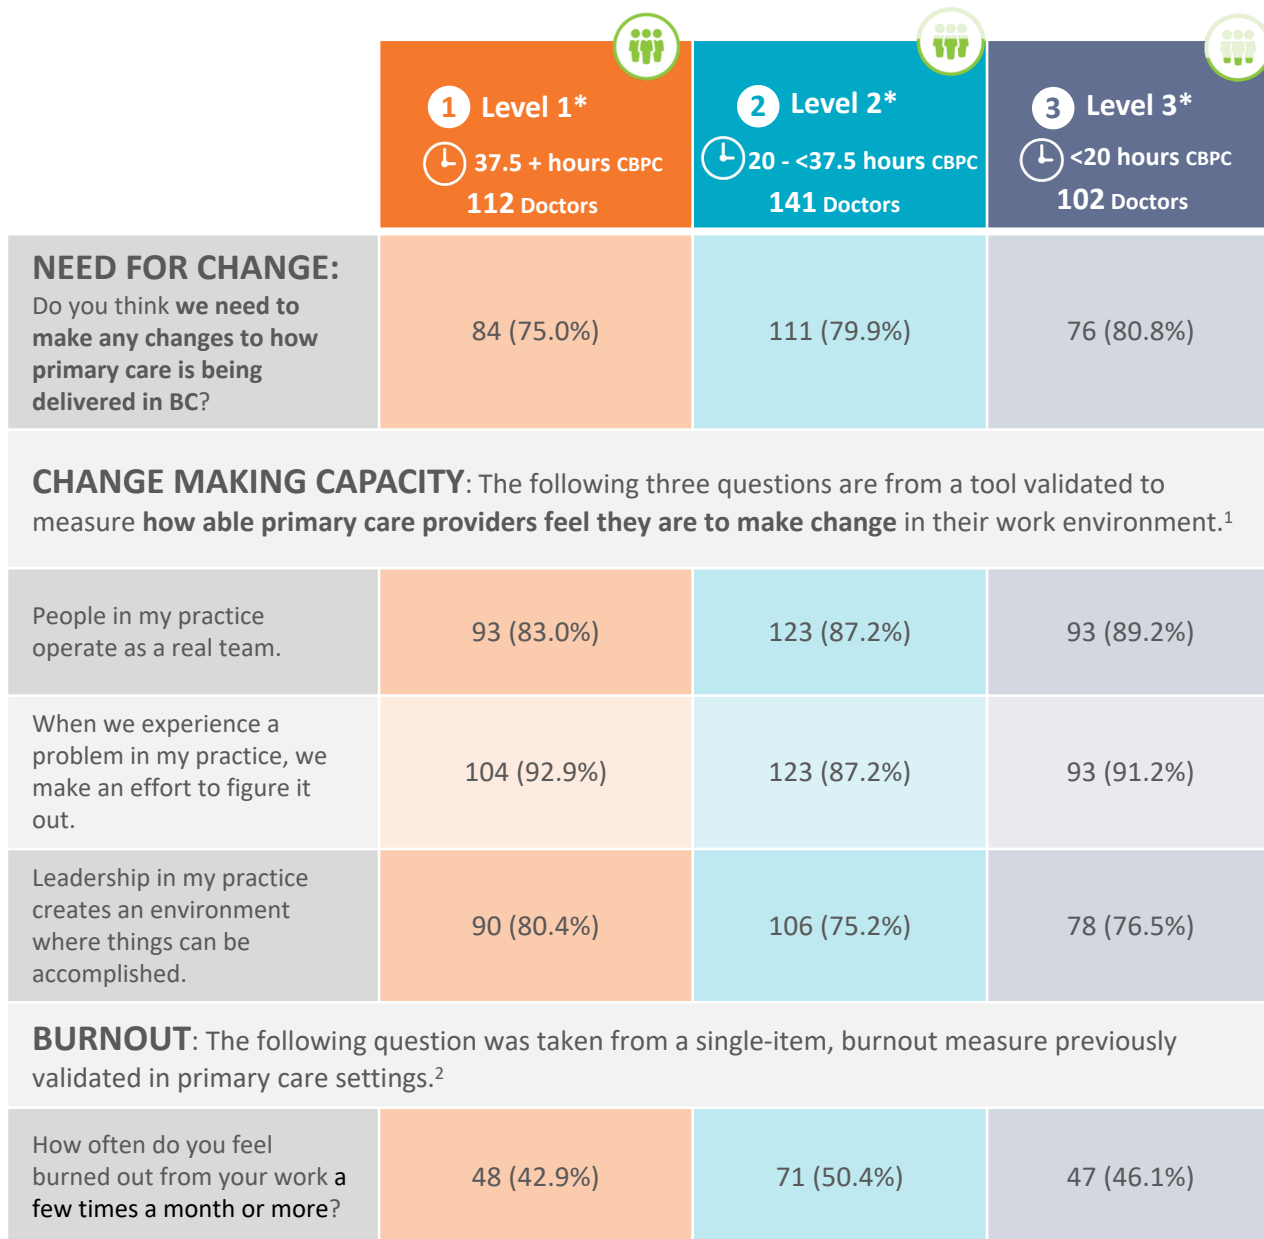 1 Level 1*
37.5 + hours CBPC
112 Doctors
2 Level 2*
20 - <37.5 hours CBPC
141 Doctors
3 Level 3*
<20 hours CBPC
102 Doctors
NEED FOR CHANGE:
Do you think we need to
make any changes to how
primary care is being
delivered in BC?
84 (75.0%)
111 (79.9%)
76 (80.8%)
CHANGE MAKING CAPACITY: The following three questions are from a tool validated to
measure how able primary care providers feel they are to make change in their work environment.¹
People in my practice
operate as a real team.
93 (83.0%)
123 (87.2%)
93 (89.2%)
When we experience a
problem in my practice, we
make an effort to figure it
out.
104 (92.9%)
123 (87.2%)
93 (91.2%)
Leadership in my practice
creates an environment
where things can be
accomplished.
90 (80.4%)
106 (75.2%)
78 (76.5%)
BURNOUT: The following question was taken from a single-item, burnout measure previously
validated in primary care settings.²
How often do you feel
burned out from your work a
few times a month or more?
48 (42.9%)
71 (50.4%)
47 (46.1%)